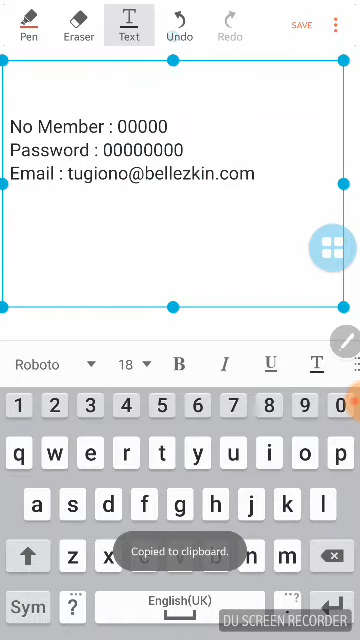 Pen Eraser Text Undo Redo SAVE
No Member : 00000
Password : 00000000
Email : tugiono@bellezkin.com
Roboto 18 B I U T
1 2 3 4 5 6 7 8 9 0
q w e r t y u i o p
a s d f g h j k l
z x n m
Copied to clipboard.
Sym ? English(UK) .
DU SCREEN RECORDER